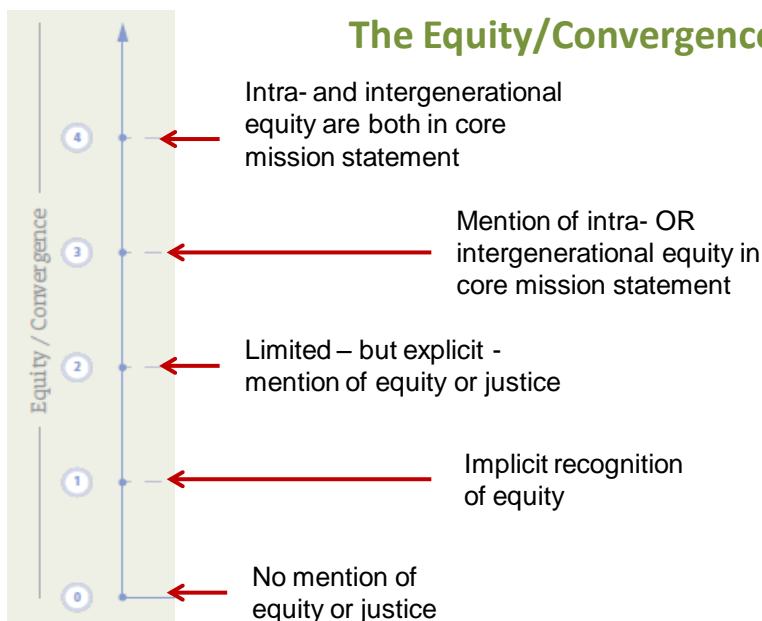 The Equity/Convergence
Intra- and intergenerational
equity are both in core
mission statement
4
Mention of intra- OR
intergenerational equity in
core mission statement
3
Equity / Convergence
Limited – but explicit -
mention of equity or justice
2
Implicit recognition
of equity
1
No mention of
equity or justice
0